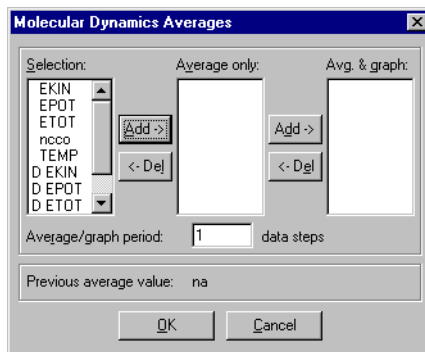 Molecular Dynamics Averages
Selection:
Average only:
Avg. & graph:
EKIN
EPOT
ETOT
ncco
TEMP
D EKIN
D EPOT
D ETOT
Add ->
<- Del
Add ->
<- Del
Average/graph period: 1 data steps
Previous average value: na
OK
Cancel